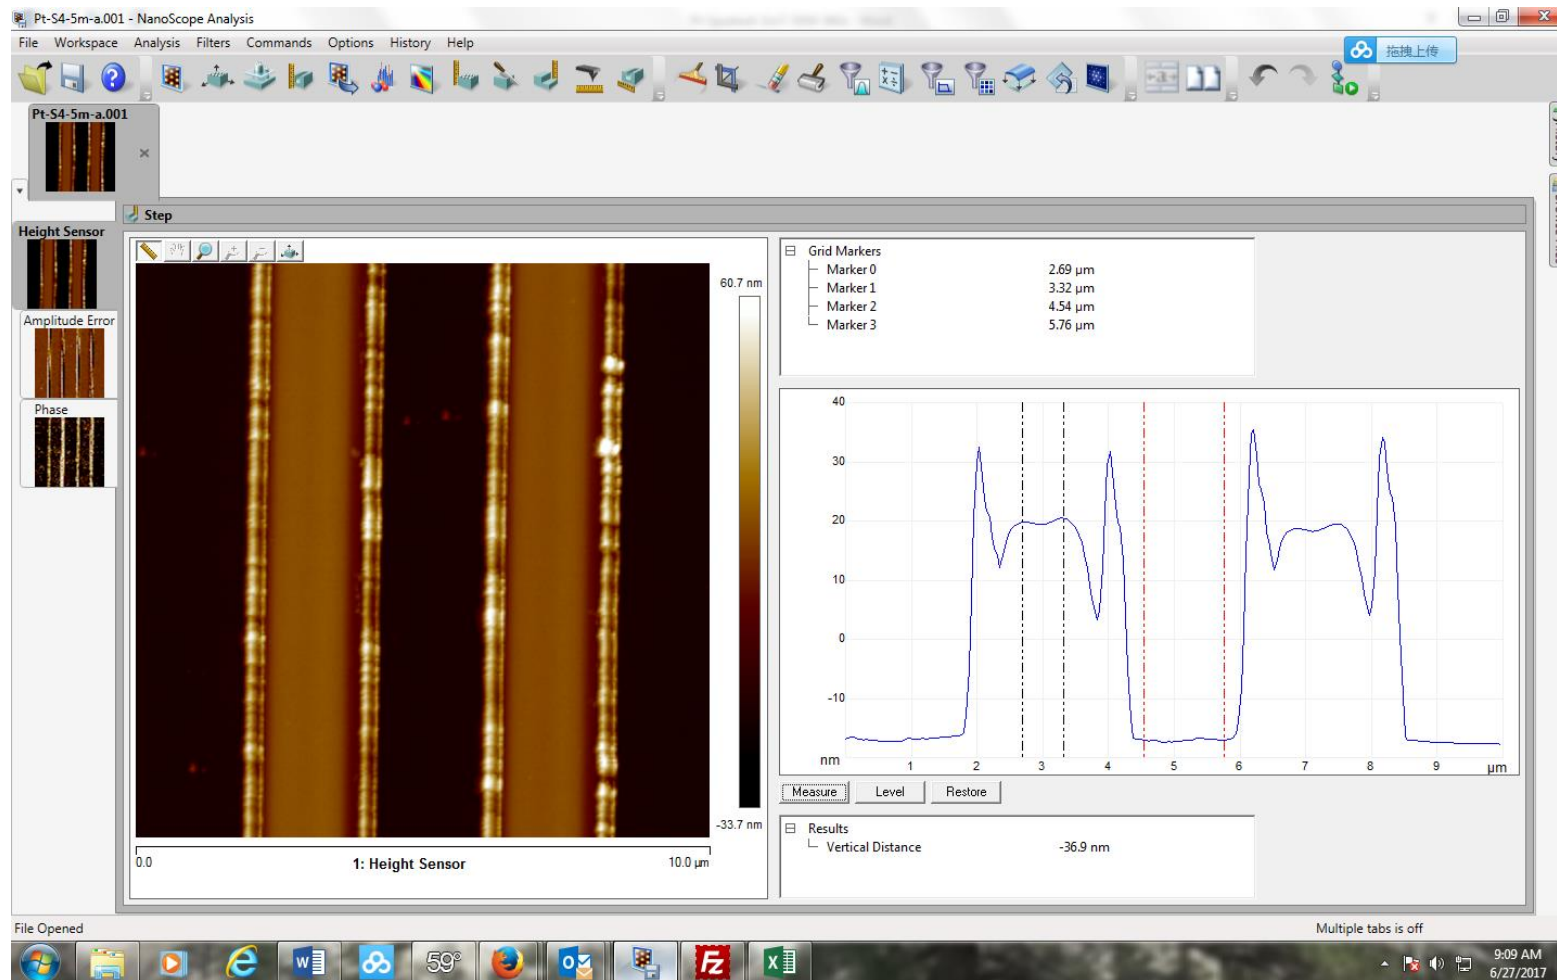 Pt-S4-5m-a.001 - NanoScope Analysis
File Workspace Analysis Filters Commands Options History Help
拖拽上传
Pt-S4-5m-a.001
Step
Height Sensor
Amplitude Error
Phase
60.7 nm
-33.7 nm
0.0
1: Height Sensor
10.0 µm
Grid Markers
Marker 0 2.69 µm
Marker 1 3.32 µm
Marker 2 4.54 µm
Marker 3 5.76 µm
40
30
20
10
0
-10
nm
1 2 3 4 5 6 7 8 9 µm
Measure Level Restore
Results
Vertical Distance -36.9 nm
File Opened
Multiple tabs is off
59°
9:09 AM
6/27/2017